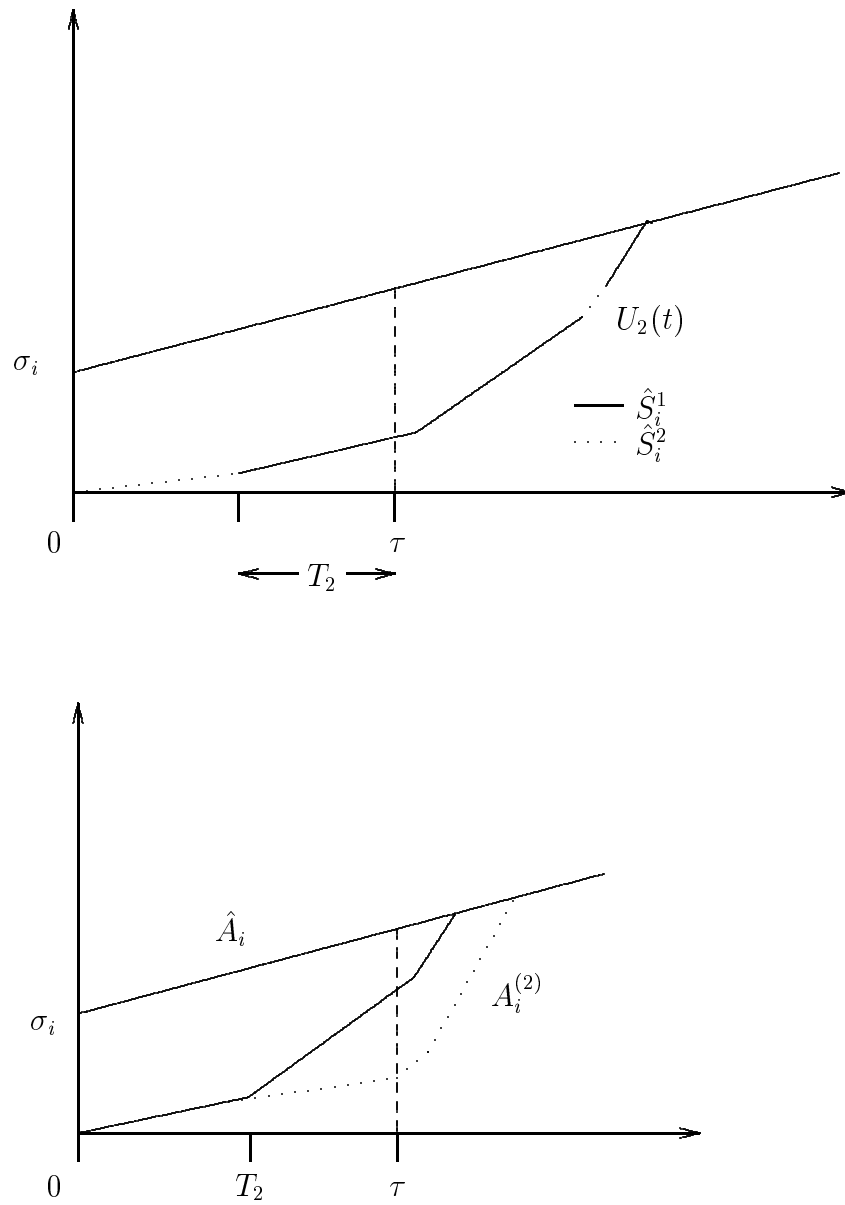 σ_i
U_2(t)
Ŝ_i^1
Ŝ_i^2
0 τ
T_2
Â_i
A_i^{(2)}
σ_i
0 T_2 τ